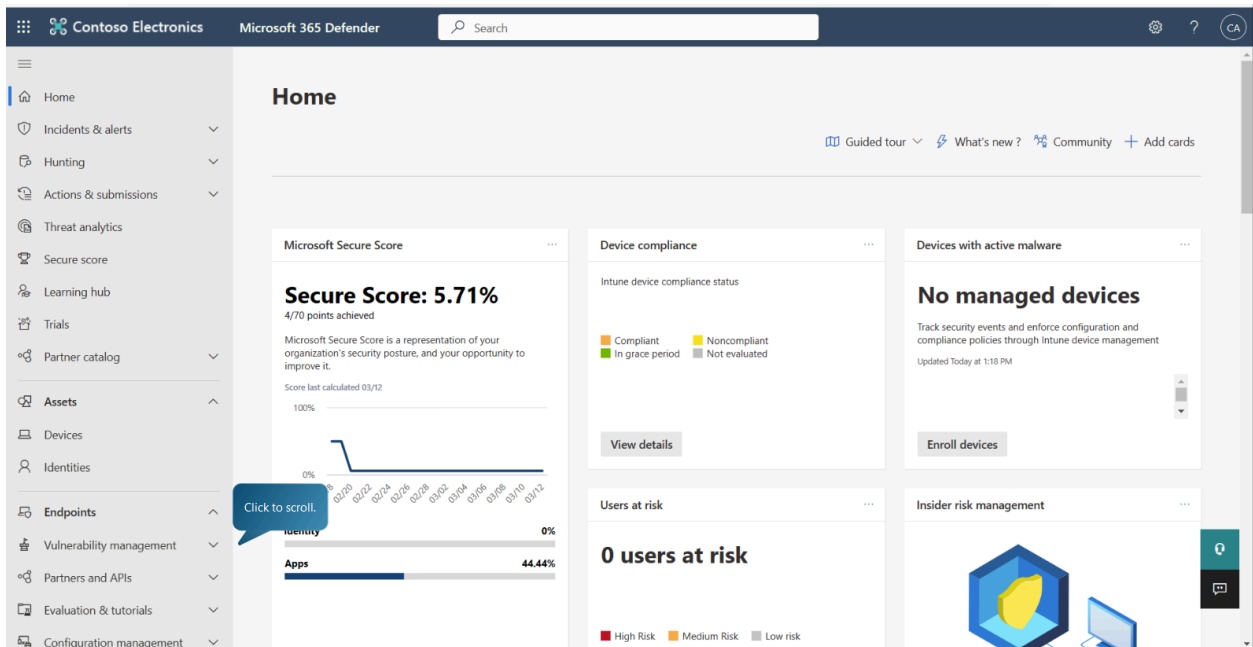 Contoso Electronics
Microsoft 365 Defender
Search
CA
Home
Incidents & alerts
Hunting
Actions & submissions
Threat analytics
Secure score
Learning hub
Trials
Partner catalog
Assets
Devices
Identities
Endpoints
Vulnerability management
Partners and APIs
Evaluation & tutorials
Configuration management
Home
Guided tour
What's new ?
Community
Add cards
Microsoft Secure Score
Secure Score: 5.71%
4/70 points achieved
Microsoft Secure Score is a representation of your
organization's security posture, and your opportunity to
improve it.
Score last calculated 03/12
100%
0%
02/20 02/22 02/24 02/26 02/28 03/02 03/04 03/06 03/08 03/10 03/12
Click to scroll.
Identity 0%
Apps 44.44%
Device compliance
Intune device compliance status
Compliant Noncompliant
In grace period Not evaluated
View details
Devices with active malware
No managed devices
Track security events and enforce configuration and
compliance policies through Intune device management
Updated Today at 1:18 PM
Enroll devices
Users at risk
0 users at risk
High Risk Medium Risk Low risk
Insider risk management